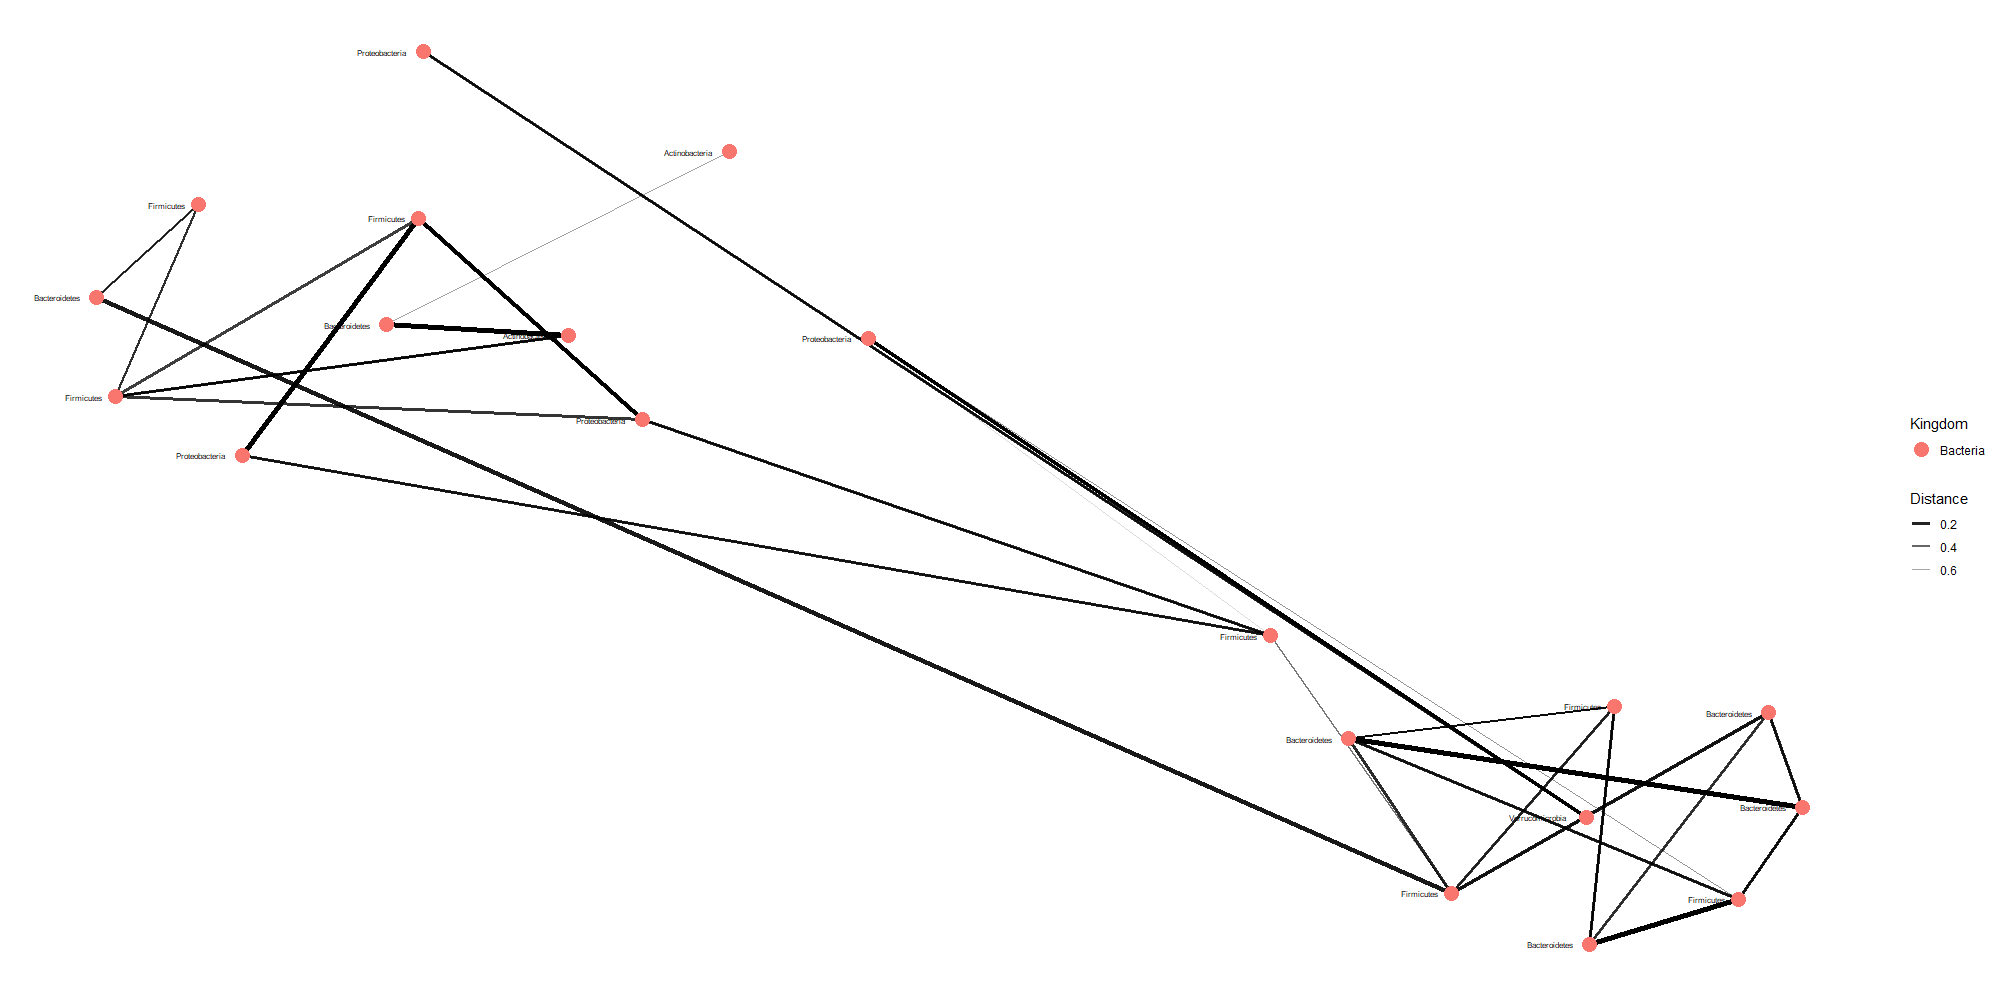 Proteobacteria
Actinobacteria
Firmicutes
Firmicutes
Bacteroidetes
Bacteroidetes
Proteobacteria
Firmicutes
Proteobacteria
Proteobacteria
Kingdom
Bacteria
Distance
0.2
0.4
0.6
Firmicutes
Firmicutes
Bacteroidetes
Bacteroidetes
Bacteroidetes
Verrucomicrobia
Firmicutes
Firmicutes
Bacteroidetes